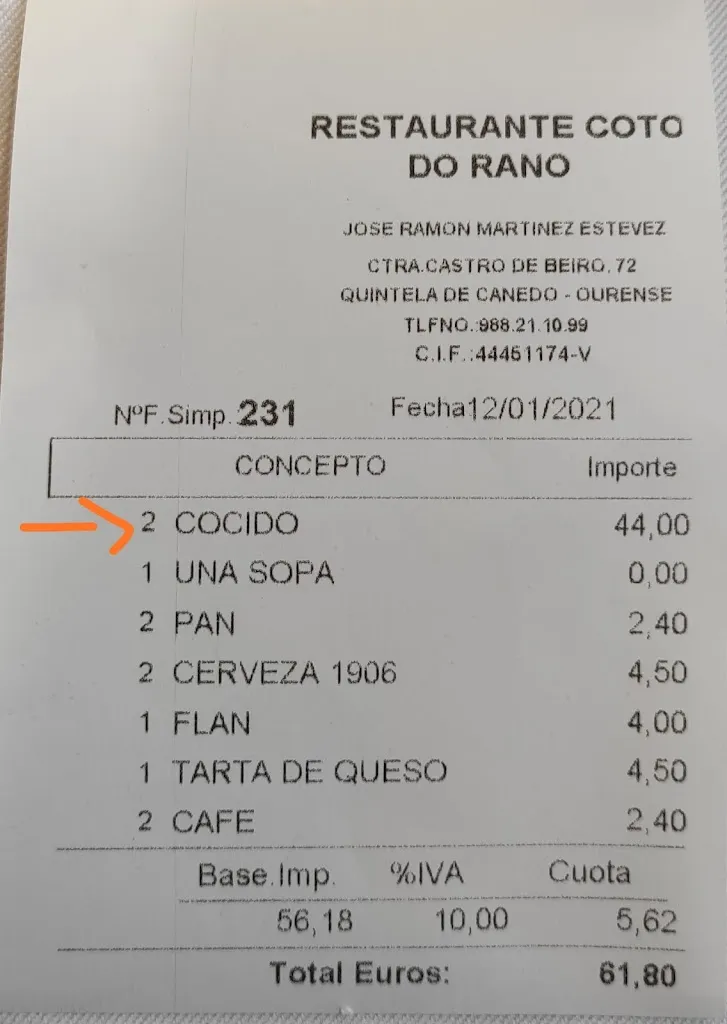 RESTAURANTE COTO
DO RANO
JOSE RAMON MARTINEZ ESTEVEZ
CTRA.CASTRO DE BEIRO, 72
QUINTELA DE CANEDO - OURENSE
TLFNO.:988.21.10.99
C.I.F.:44451174-V
NºF.Simp.231 Fecha12/01/2021
CONCEPTO Importe
2 COCIDO 44,00
1 UNA SOPA 0,00
2 PAN 2,40
2 CERVEZA 1906 4,50
1 FLAN 4,00
1 TARTA DE QUESO 4,50
2 CAFE 2,40
Base.Imp. %IVA Cuota
56,18 10,00 5,62
Total Euros: 61,80